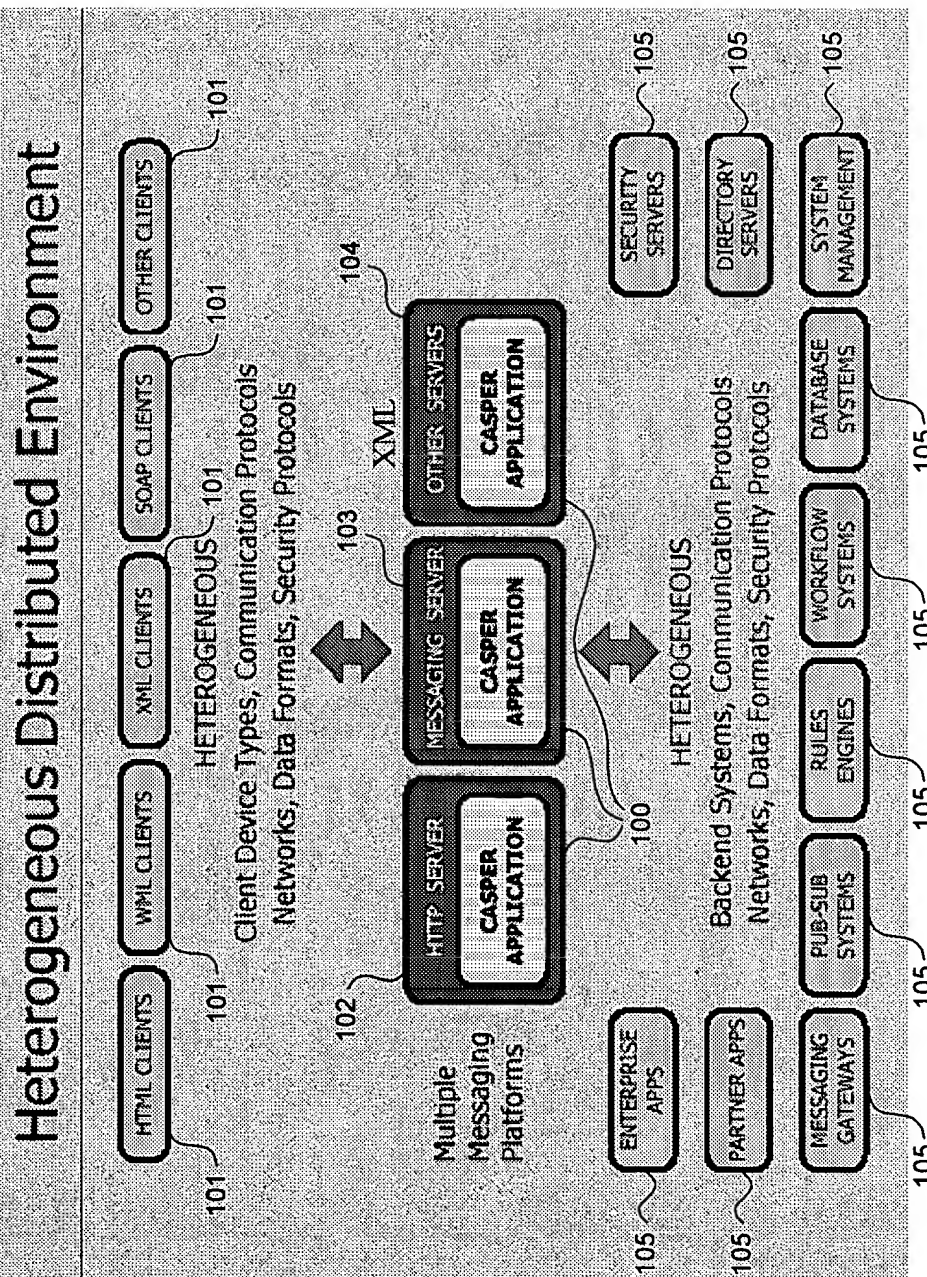 Heterogeneous Distributed Environment
HTML CLIENTS
WML CLIENTS
XML CLIENTS
SOAP CLIENTS
OTHER CLIENTS
101
101
101
101
101
HETEROGENEOUS
Client Device Types, Communication Protocols
Networks, Data Formats, Security Protocols
102
103
XML
104
Multiple
Messaging
Platforms
HTTP SERVER
CASPER
APPLICATION
MESSAGING SERVER
CASPER
APPLICATION
OTHER SERVERS
CASPER
APPLICATION
100
HETEROGENEOUS
Backend Systems, Communication Protocols
Networks, Data Formats, Security Protocols
ENTERPRISE
APPS
105
PARTNER APPS
105
SECURITY
SERVERS
105
DIRECTORY
SERVERS
105
MESSAGING
GATEWAYS
PUB-SUB
SYSTEMS
RULES
ENGINES
WORKFLOW
SYSTEMS
DATABASE
SYSTEMS
SYSTEM
MANAGEMENT
105
105
105
105
105
105